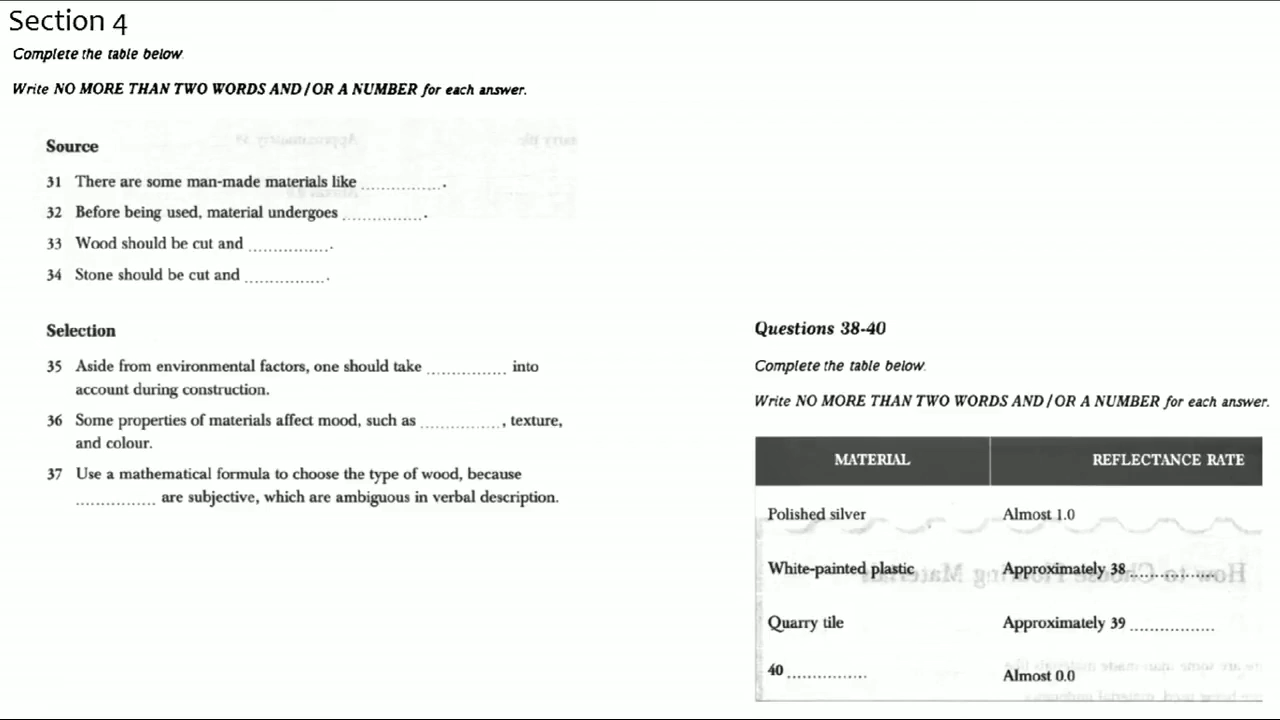 Section 4
Complete the table below.
Write NO MORE THAN TWO WORDS AND/OR A NUMBER for each answer.
Source
31 There are some man-made materials like ................
32 Before being used, material undergoes ................
33 Wood should be cut and ................
34 Stone should be cut and ................
Selection
35 Aside from environmental factors, one should take ............... into
account during construction.
36 Some properties of materials affect mood, such as ..............., texture,
and colour.
37 Use a mathematical formula to choose the type of wood, because
............... are subjective, which are ambiguous in verbal description.
Questions 38-40
Complete the table below.
Write NO MORE THAN TWO WORDS AND/OR A NUMBER for each answer.
MATERIAL REFLECTANCE RATE
Polished silver Almost 1.0
White-painted plastic Approximately 38 ................
Quarry tile Approximately 39 ................
40 ............... Almost 0.0